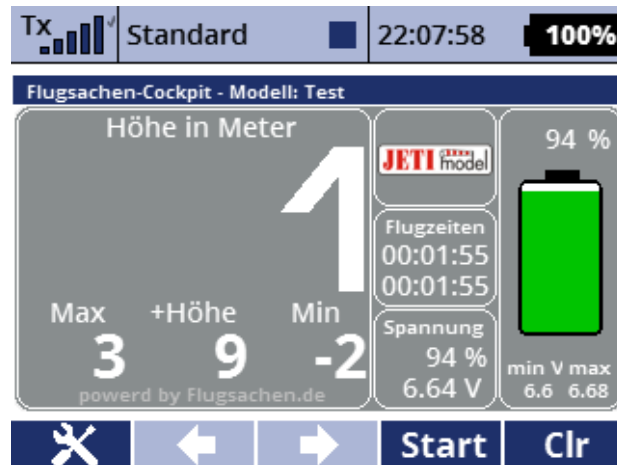 Tx Standard 22:07:58 100%
Flugsachen-Cockpit - Modell: Test
Höhe in Meter
1
Max +Höhe Min
3 9 -2
powerd by Flugsachen.de
JETI model
Flugzeiten
00:01:55
00:01:55
Spannung
94 %
6.64 V
94 %
min V max
6.6 6.68
Start Clr